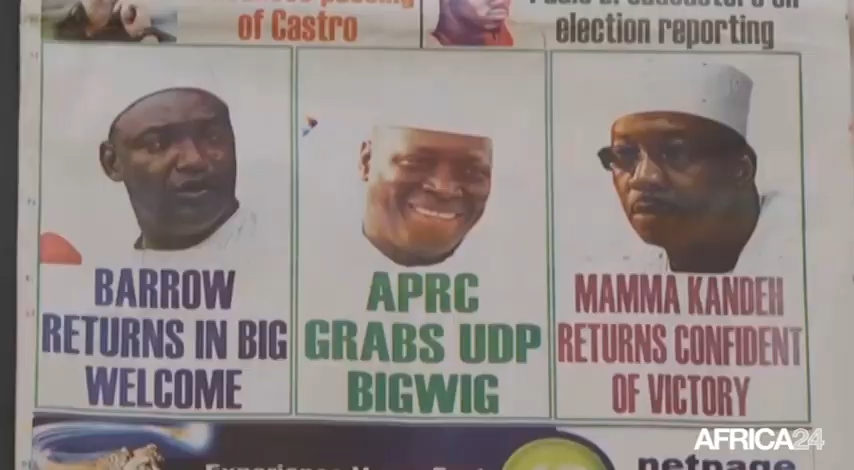 of Castro
election reporting
BARROW
RETURNS IN BIG
WELCOME
APRC
GRABS UDP
BIGWIG
MAMMA KANDEH
RETURNS CONFIDENT
OF VICTORY
AFRICA24